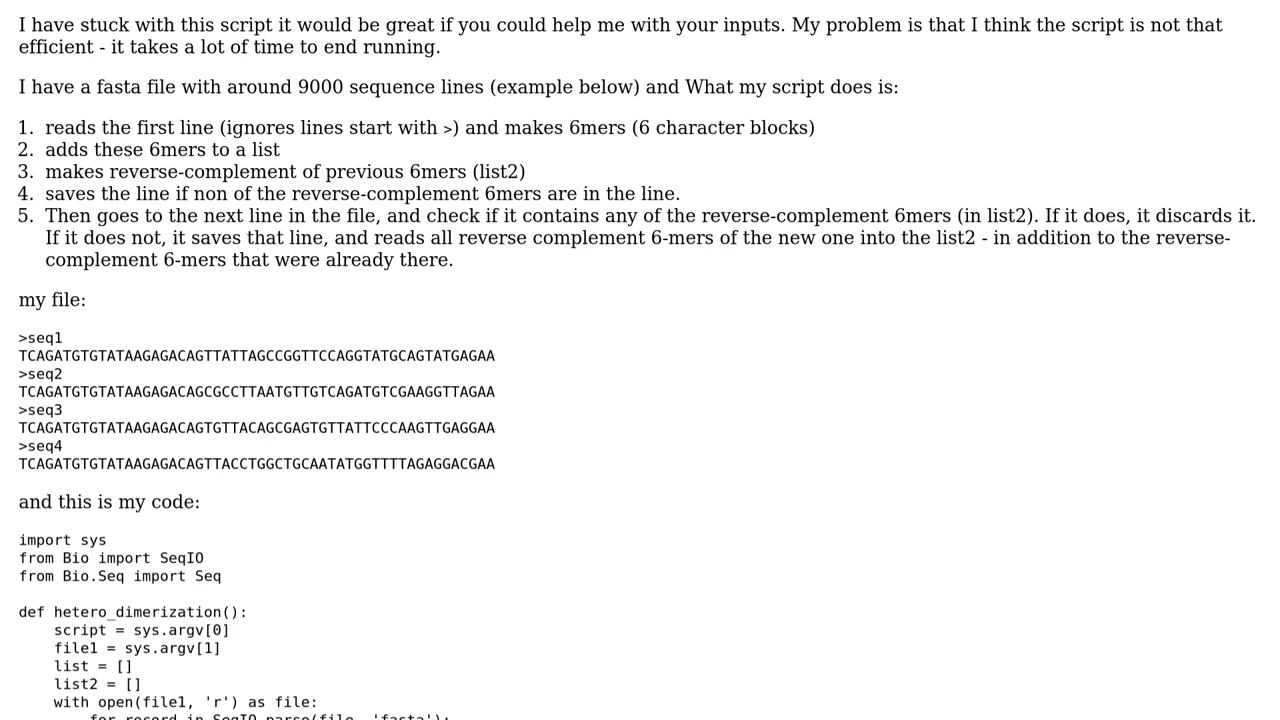 I have stuck with this script it would be great if you could help me with your inputs. My problem is that I think the script is not that
efficient - it takes a lot of time to end running.
I have a fasta file with around 9000 sequence lines (example below) and What my script does is:
1. reads the first line (ignores lines start with >) and makes 6mers (6 character blocks)
2. adds these 6mers to a list
3. makes reverse-complement of previous 6mers (list2)
4. saves the line if non of the reverse-complement 6mers are in the line.
5. Then goes to the next line in the file, and check if it contains any of the reverse-complement 6mers (in list2). If it does, it discards it.
If it does not, it saves that line, and reads all reverse complement 6-mers of the new one into the list2 - in addition to the reverse-
complement 6-mers that were already there.
my file:
>seq1
TCAGATGTGTATAAGAGACAGTTATTAGCCGGTTCCAGGTATGCAGTATGAGAA
>seq2
TCAGATGTGTATAAGAGACAGCGCCTTAATGTTGTCAGATGTCGAAGGTTAGAA
>seq3
TCAGATGTGTATAAGAGACAGTGTTACAGCGAGTGTTATTCCCAAGTTGAGGAA
>seq4
TCAGATGTGTATAAGAGACAGTTACCTGGCTGCAATATGGTTTTAGAGGACGAA
and this is my code:
import sys
from Bio import SeqIO
from Bio.Seq import Seq
def hetero_dimerization():
    script = sys.argv[0]
    file1 = sys.argv[1]
    list = []
    list2 = []
    with open(file1, 'r') as file:
        for record in SeqIO.parse(file, 'fasta'):